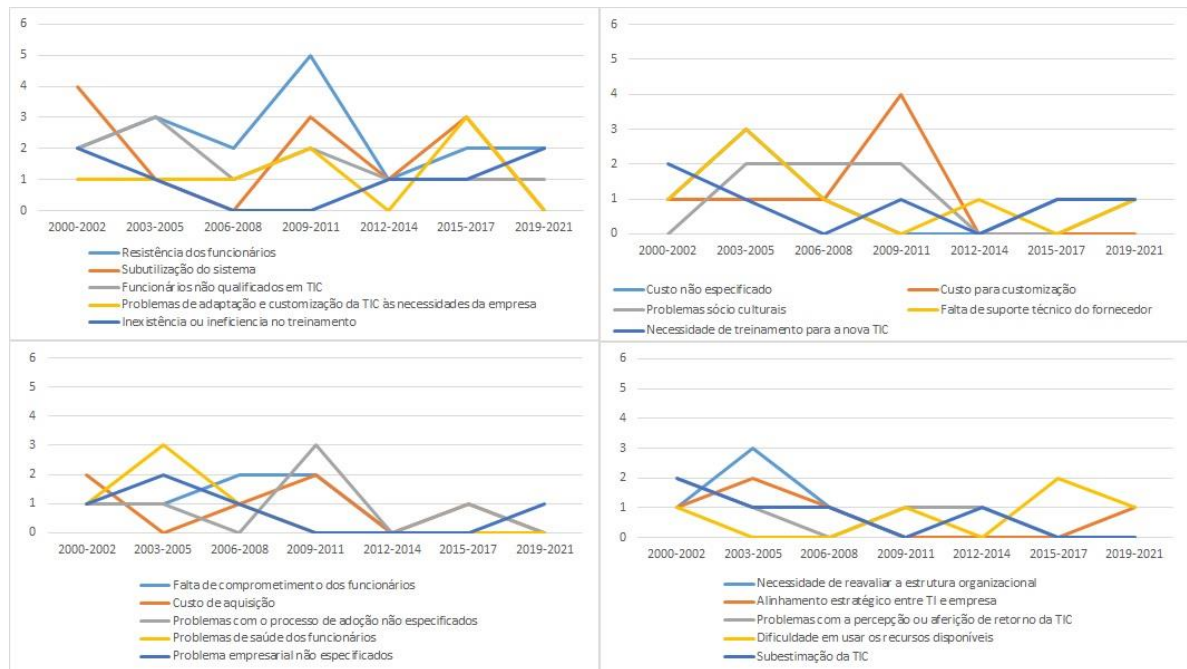 6
5
4
3
2
1
0
2000-2002 2003-2005 2006-2008 2009-2011 2012-2014 2015-2017 2019-2021
Resistência dos funcionários
Subutilização do sistema
Funcionários não qualificados em TIC
Problemas de adaptação e customização da TIC às necessidades da empresa
Inexistência ou ineficiencia no treinamento
6
5
4
3
2
1
0
2000-2002 2003-2005 2006-2008 2009-2011 2012-2014 2015-2017 2019-2021
Custo não especificado Custo para customização
Problemas sócio culturais Falta de suporte técnico do fornecedor
Necessidade de treinamento para a nova TIC
6
5
4
3
2
1
0
2000-2002 2003-2005 2006-2008 2009-2011 2012-2014 2015-2017 2019-2021
Falta de comprometimento dos funcionários
Custo de aquisição
Problemas com o processo de adoção não especificados
Problemas de saúde dos funcionários
Problema empresarial não especificados
6
5
4
3
2
1
0
2000-2002 2003-2005 2006-2008 2009-2011 2012-2014 2015-2017 2019-2021
Necessidade de reavaliar a estrutura organizacional
Alinhamento estratégico entre TI e empresa
Problemas com a percepção ou aferição de retorno da TIC
Dificuldade em usar os recursos disponíveis
Subestimação da TIC